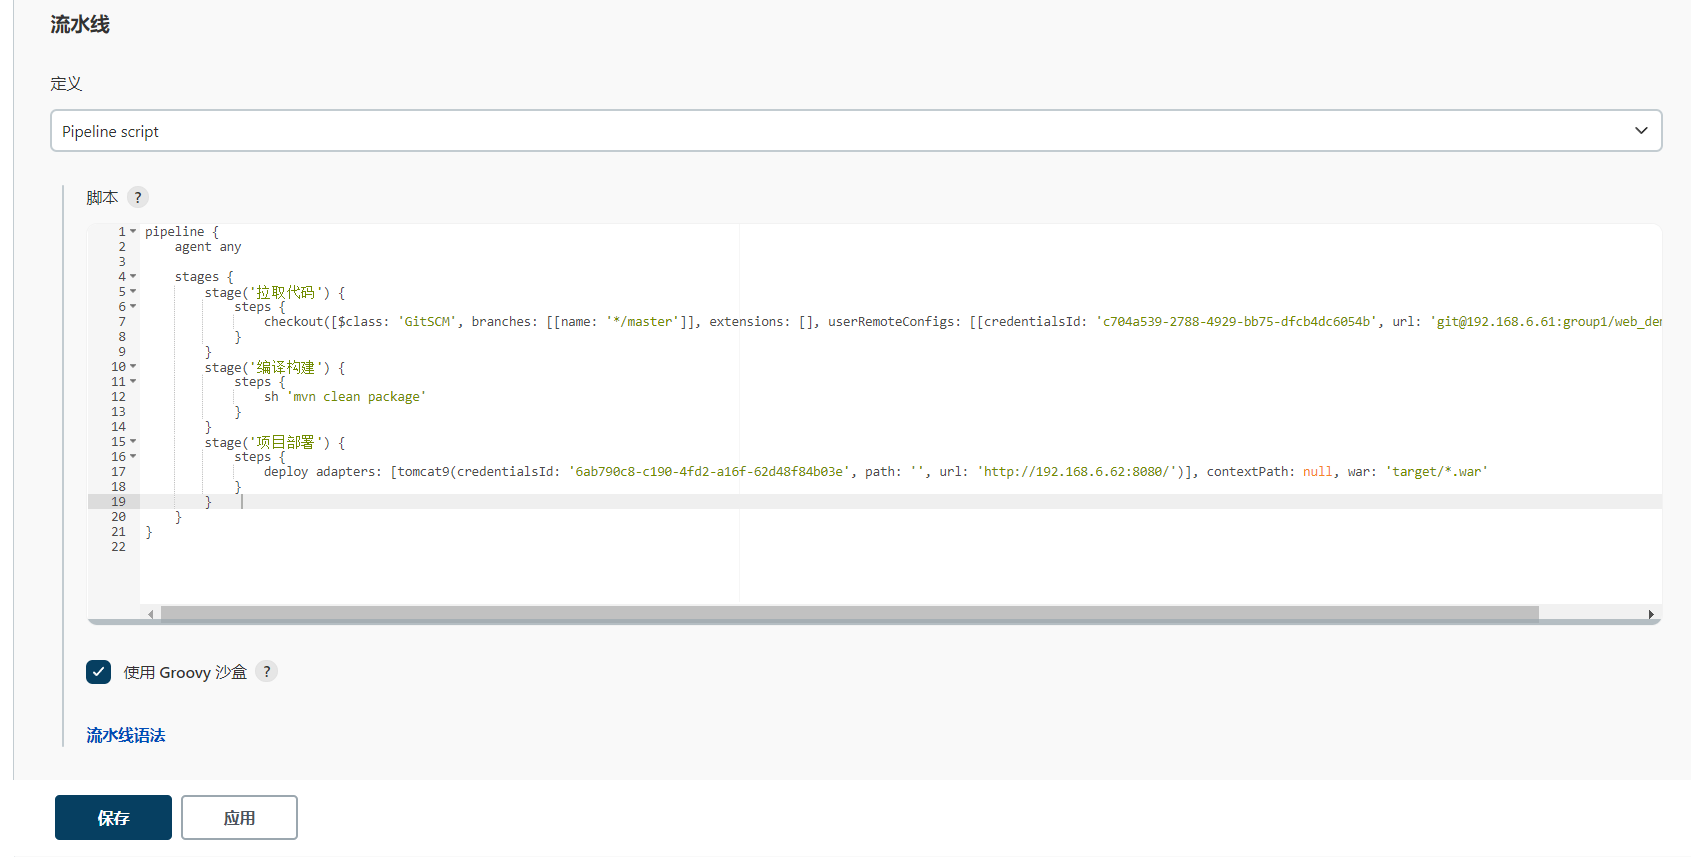 流水线
定义
Pipeline script
脚本 ?
1 pipeline {
2 agent any
3
4 stages {
5 stage('拉取代码') {
6 steps {
7 checkout([$class: 'GitSCM', branches: [[name: '*/master']], extensions: [], userRemoteConfigs: [[credentialsId: 'c704a539-2788-4929-bb75-dfcb4dc6054b', url: 'git@192.168.6.61:group1/web_de
8 }
9 }
10 stage('编译构建') {
11 steps {
12 sh 'mvn clean package'
13 }
14 }
15 stage('项目部署') {
16 steps {
17 deploy adapters: [tomcat9(credentialsId: '6ab790c8-c190-4fd2-a16f-62d48f84b03e', path: '', url: 'http://192.168.6.62:8080/')], contextPath: null, war: 'target/*.war'
18 }
19 }
20 }
21 }
22
使用 Groovy 沙盒 ?
流水线语法
保存 应用